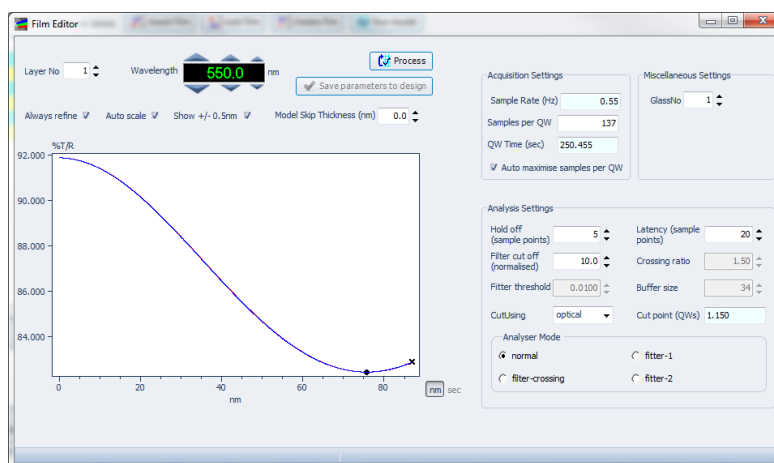 Film Editor
Layer No 1
Wavelength 550.0 nm
Process
Save parameters to design
Always refine Auto scale Show +/- 0.5nm Model Skip Thickness (nm) 0.0
%T/R
92.000
90.000
88.000
86.000
84.000
0 20 40 60 80
nm
nm sec
Acquisition Settings
Sample Rate (Hz) 0.55
Samples per QW 137
QW Time (sec) 250.455
Auto maximise samples per QW
Miscellaneous Settings
GlassNo 1
Analysis Settings
Hold off
(sample points) 5
Latency (sample
points) 20
Filter cut off
(normalised) 10.0
Crossing ratio 1.50
Fitter threshold 0.0100
Buffer size 34
CutUsing optical
Cut point (QWs) 1.150
Analyser Mode
normal
fitter-1
filter-crossing
fitter-2